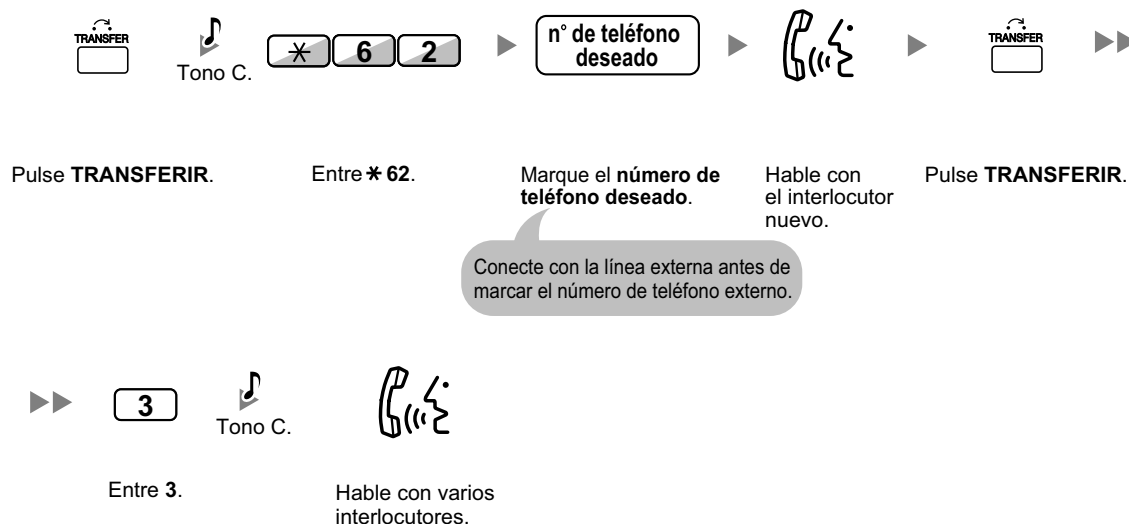 TRANSFER
Tono C.
* 6 2
n° de teléfono
deseado
TRANSFER
Pulse TRANSFERIR.
Entre * 62.
Marque el número de
teléfono deseado.
Hable con
el interlocutor
nuevo.
Pulse TRANSFERIR.
Conecte con la línea externa antes de
marcar el número de teléfono externo.
3
Tono C.
Entre 3.
Hable con varios
interlocutores.